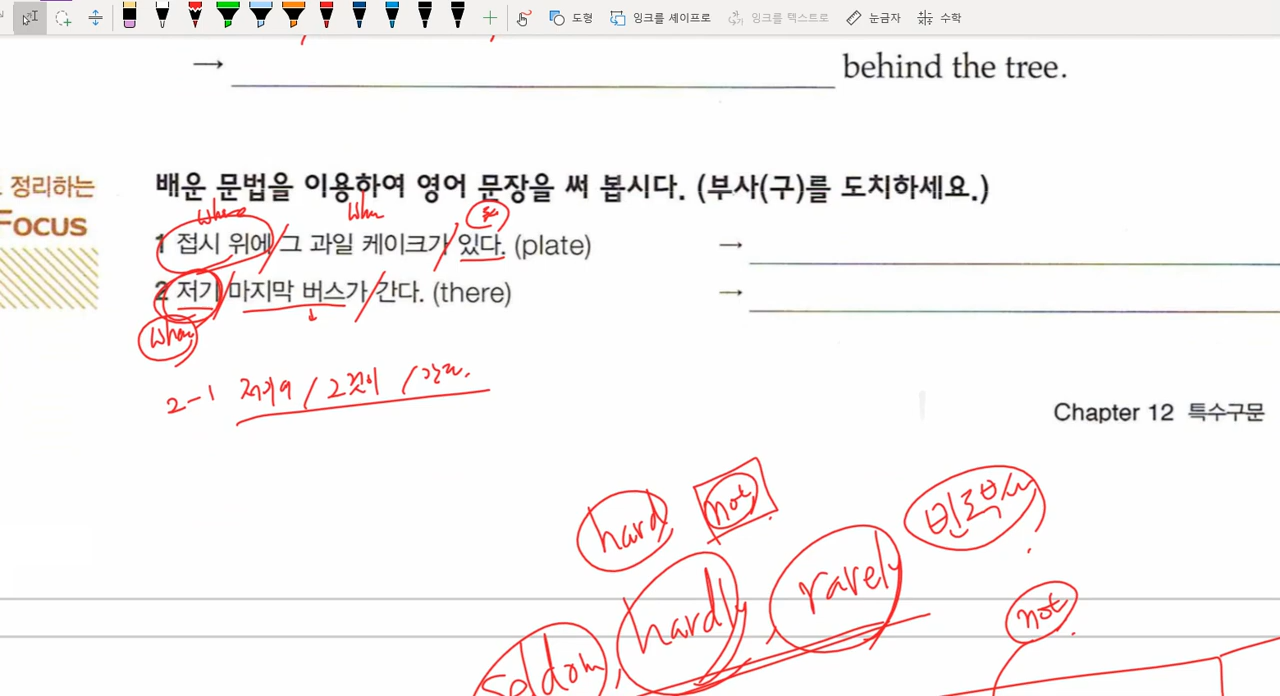 도형 잉크를 셰이프로 잉크를 텍스트로 눈금자 수학
→ behind the tree.
정리하는
FOCUS
배운 문법을 이용하여 영어 문장을 써 봅시다. (부사(구)를 도치하세요.)
1 접시 위에/그 과일 케이크가/있다. (plate) →
2 저기/마지막 버스가/간다. (there) →
2-1 / 그것이 / 간다.
Chapter 12 특수구문
hard, not 빈도부사
seldom, hardly, rarely
not